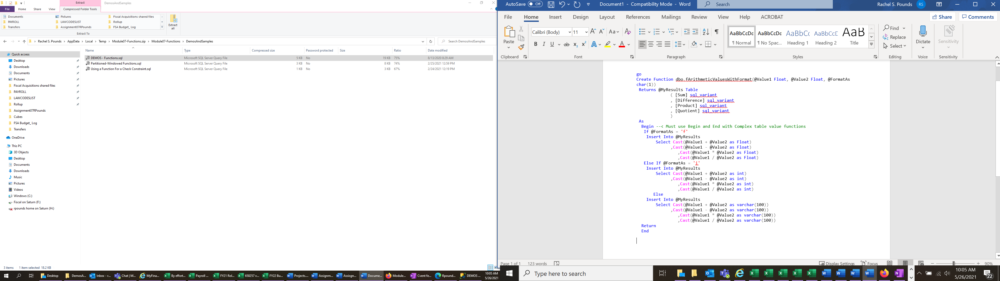 Extract
DemosAndSamples
File Home Share View Compressed Folder Tools
Documents Pictures Fiscal Acquisitions shared files
PAYROLL LAWCODESLIST Rollup
Transfers Assignment07RPounds FSA Budget_ Log
Extract all
Extract To
Rachel S. Pounds > AppData > Local > Temp > Module07-Functions.zip > Module07-Functions > DemosAndSamples
Search DemosAndSamples
Name Type Compressed size Password protected Size Ratio Date modified
DEMOS - Functions.sql Microsoft SQL Server Query File 5 KB No 19 KB 75% 8/13/2020 8:29 AM
Partitioned-Windowed Functions.sql Microsoft SQL Server Query File 3 KB No 8 KB 74% 2/25/2021 12:59 PM
Using a Function For a Check Constraint.sql Microsoft SQL Server Query File 1 KB No 3 KB 67% 2/24/2021 12:19 PM
Quick access
Desktop
Downloads
Documents
Pictures
Fiscal Acquisitions shared files
PAYROLL
LAWCODESLIST
Rollup
Assignment07RPounds
Cubes
FSA Budget_ Log
Transfers
OneDrive
This PC
3D Objects
Desktop
Documents
Downloads
Music
Pictures
Videos
Windows (C:)
Fiscal on Saturn (F:)
rpounds home on Saturn (H:)
3 items 1 item selected 18.2 KB
Desktop DemosA... Inbox - r... Chat | M... MyFina... By effort... Payroll ... FY21 Rol... 650257 v... FY22 Bu... Projects.... Assignm... Assisgn... Docume... Module... Cvent fe... Rpound... DEMOS ...
10:05 AM
5/26/2021
AutoSave Off Document1 - Compatibility Mode - Word Search Rachel S. Pounds RS
File Home Insert Design Layout References Mailings Review View Help ACROBAT Share Comments
Paste
Calibri (Body) 11
AaBbCcDc AaBbCcDc AaBbCc AaBbCcD AaB
¶ Normal ¶ No Spac... Heading 1 Heading 2 Title
Find
Replace
Select
Dictate
Sensitivity
Clipboard Font Paragraph Styles Editing Voice Sensitivity
go
Create Function dbo.fArithmeticValuesWithFormat(@Value1 Float, @Value2 Float, @FormatAs
char(1))
Returns @MyResults Table
( [Sum] sql_variant
, [Difference] sql_variant
, [Product] sql_variant
, [Quotient] sql_variant
)
As
Begin --< Must use Begin and End with Complex table value functions
If @FormatAs = 'f'
Insert Into @MyResults
Select Cast(@Value1 + @Value2 as Float)
,Cast(@Value1 - @Value2 as Float)
,Cast(@Value1 * @Value2 as Float)
,Cast(@Value1 / @Value2 as Float)
Else If @FormatAs = 'i'
Insert Into @MyResults
Select Cast(@Value1 + @Value2 as int)
,Cast(@Value1 - @Value2 as int)
,Cast(@Value1 * @Value2 as int)
,Cast(@Value1 / @Value2 as int)
Else
Insert Into @MyResults
Select Cast(@Value1 + @Value2 as varchar(100))
,Cast(@Value1 - @Value2 as varchar(100))
,Cast(@Value1 * @Value2 as varchar(100))
,Cast(@Value1 / @Value2 as varchar(100))
Return
End
Page 1 of 1 123 words Display Settings Focus 90%
Type here to search
10:05 AM
5/26/2021
22